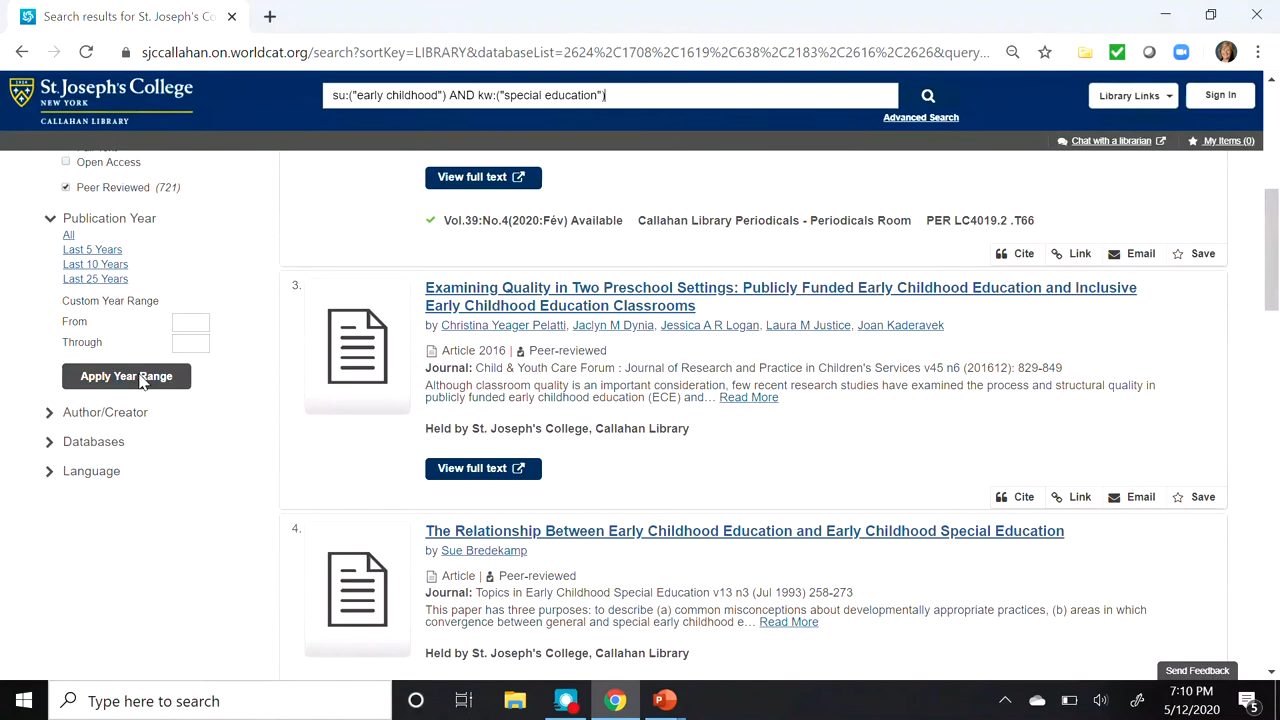 Search results for St. Joseph's Co
sjccallahan.on.worldcat.org/search?sortKey=LIBRARY&databaseList=2624%2C1708%2C1619%2C638%2C2183%2C2616%2C2626&query...
St. Joseph's College
NEW YORK
CALLAHAN LIBRARY
su:("early childhood") AND kw:("special education")
Advanced Search
Library Links
Sign In
Chat with a librarian
My Items (0)
Open Access
Peer Reviewed (721)
Publication Year
All
Last 5 Years
Last 10 Years
Last 25 Years
Custom Year Range
From
Through
Apply Year Range
Author/Creator
Databases
Language
View full text
Vol.39:No.4(2020:Fév) Available Callahan Library Periodicals - Periodicals Room PER LC4019.2 .T66
Cite Link Email Save
3.
Examining Quality in Two Preschool Settings: Publicly Funded Early Childhood Education and Inclusive
Early Childhood Education Classrooms
by Christina Yeager Pelatti, Jaclyn M Dynia, Jessica A R Logan, Laura M Justice, Joan Kaderavek
Article 2016 | Peer-reviewed
Journal: Child & Youth Care Forum : Journal of Research and Practice in Children's Services v45 n6 (201612): 829-849
Although classroom quality is an important consideration, few recent research studies have examined the process and structural quality in
publicly funded early childhood education (ECE) and… Read More
Held by St. Joseph's College, Callahan Library
View full text
Cite Link Email Save
4.
The Relationship Between Early Childhood Education and Early Childhood Special Education
by Sue Bredekamp
Article | Peer-reviewed
Journal: Topics in Early Childhood Special Education v13 n3 (Jul 1993) 258-273
This paper has three purposes: to describe (a) common misconceptions about developmentally appropriate practices, (b) areas in which
convergence between general and special early childhood e… Read More
Held by St. Joseph's College, Callahan Library
Send Feedback
Type here to search
7:10 PM
5/12/2020
5